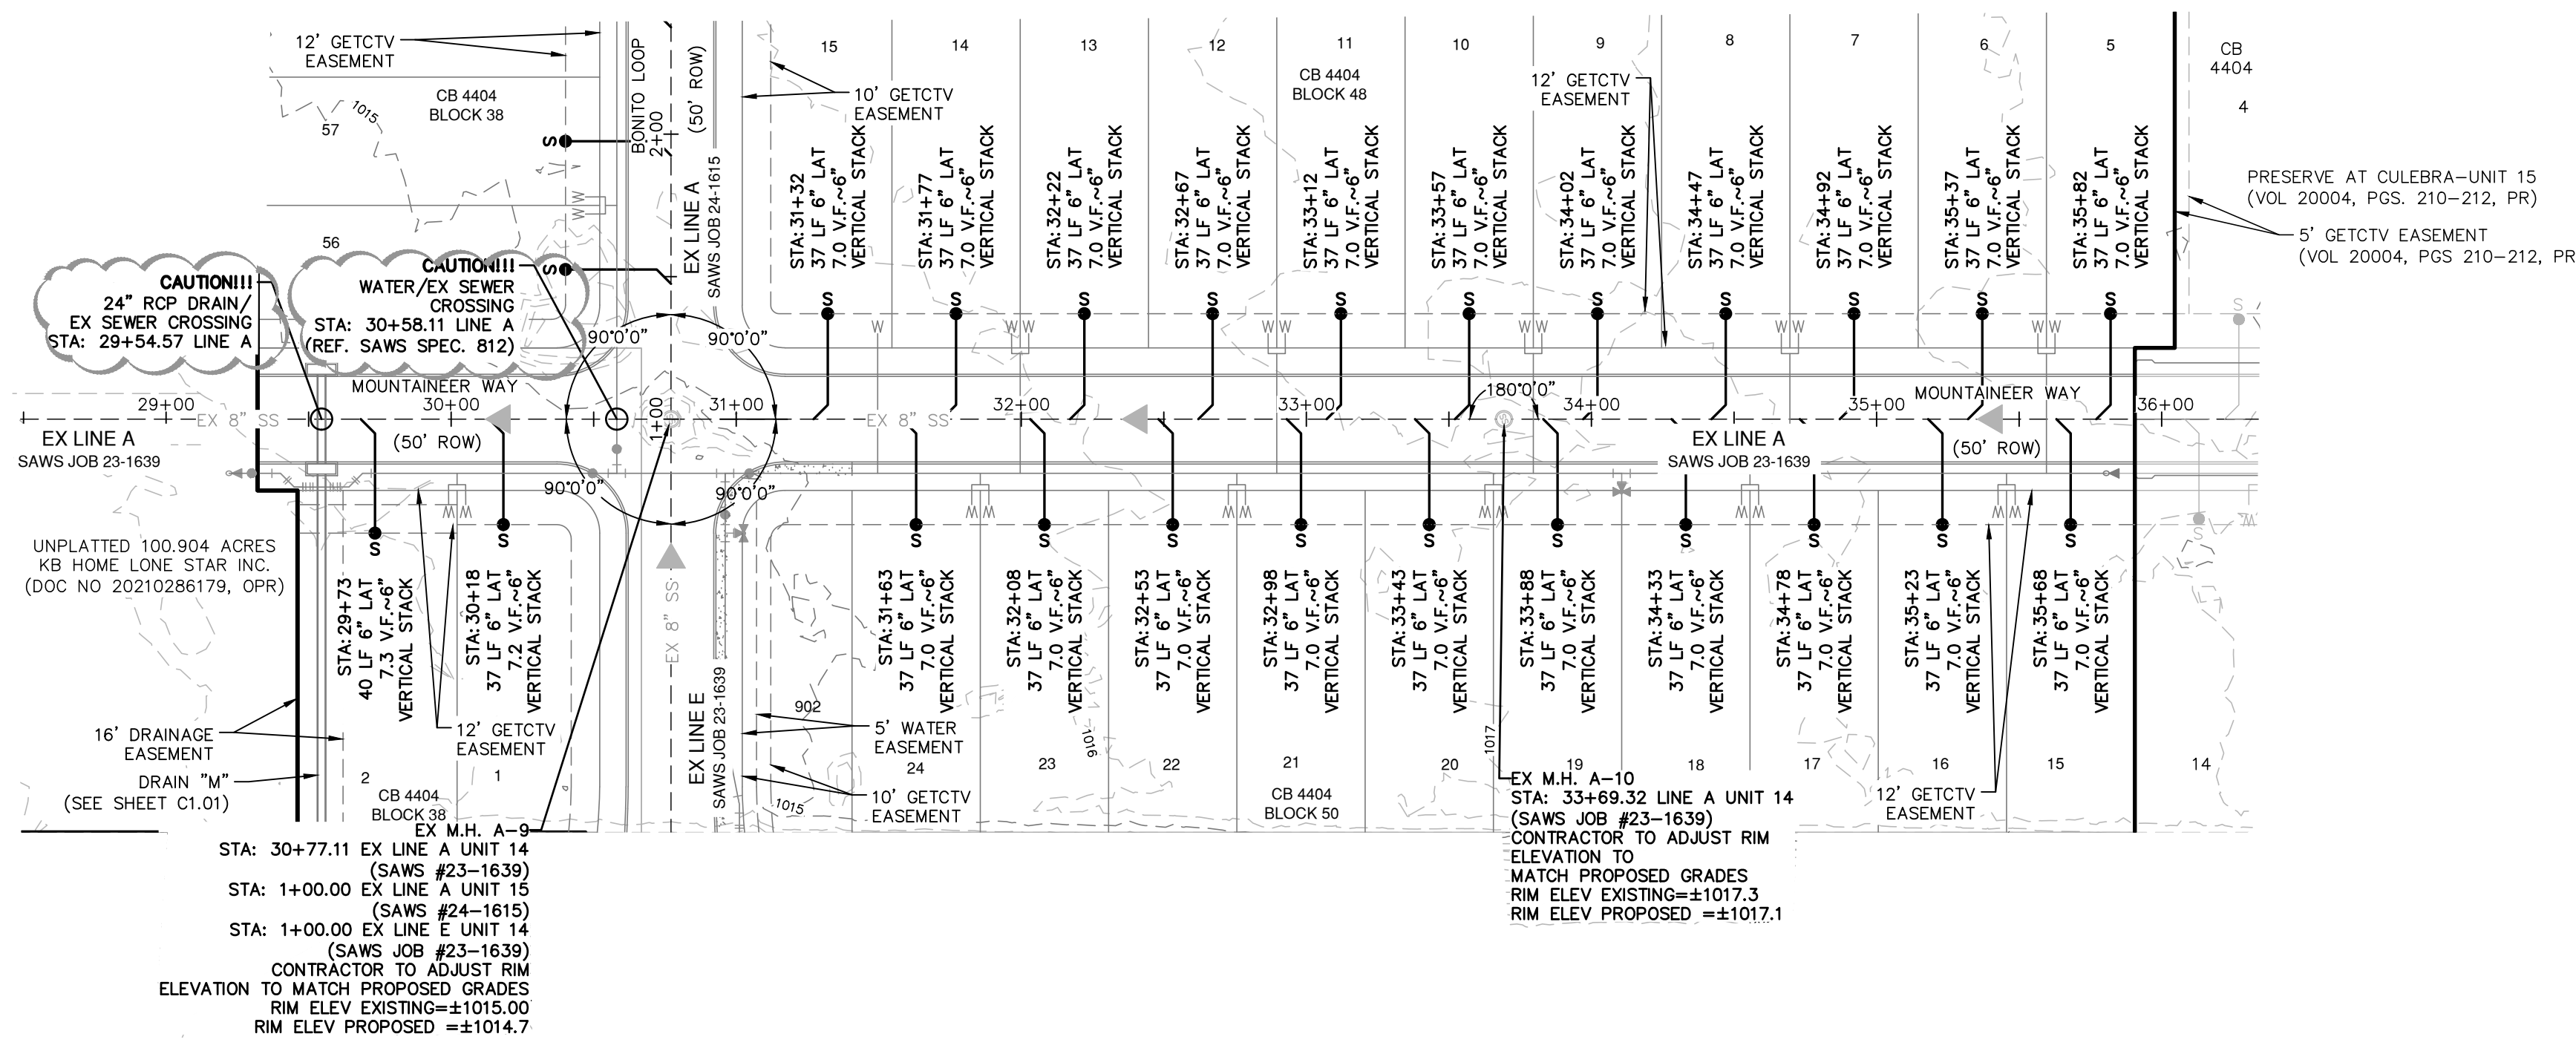 12' GETCTV
EASEMENT
1015
57
CB 4404
BLOCK 38
56
BONITO LOOP
(50' ROW)
2+00
EX LINE A
SAWS JOB 24-1615
S
S
10' GETCTV
EASEMENT
15
14
13
12
11
10
9
8
7
6
5
CB 4404
BLOCK 48
12' GETCTV
EASEMENT
CB
4404
4
PRESERVE AT CULEBRA-UNIT 15
(VOL 20004, PGS. 210-212, PR)
5' GETCTV EASEMENT
(VOL 20004, PGS 210-212, PR
STA: 31+32
37 LF 6" LAT
7.0 V.F.~6"
VERTICAL STACK
STA: 31+77
37 LF 6" LAT
7.0 V.F.~6"
VERTICAL STACK
STA: 32+22
37 LF 6" LAT
7.0 V.F.~6"
VERTICAL STACK
STA: 32+67
37 LF 6" LAT
7.0 V.F.~6"
VERTICAL STACK
STA: 33+12
37 LF 6" LAT
7.0 V.F.~6"
VERTICAL STACK
STA: 33+57
37 LF 6" LAT
7.0 V.F.~6"
VERTICAL STACK
STA: 34+02
37 LF 6" LAT
7.0 V.F.~6"
VERTICAL STACK
STA: 34+47
37 LF 6" LAT
7.0 V.F.~6"
VERTICAL STACK
STA: 34+92
37 LF 6" LAT
7.0 V.F.~6"
VERTICAL STACK
STA: 35+37
37 LF 6" LAT
7.0 V.F.~6"
VERTICAL STACK
STA: 35+82
37 LF 6" LAT
7.0 V.F.~6"
VERTICAL STACK
CAUTION!!!
24" RCP DRAIN/
EX SEWER CROSSING
STA: 29+54.57 LINE A
CAUTION!!!
WATER/EX SEWER
CROSSING
STA: 30+58.11 LINE A
(REF. SAWS SPEC. 812)
S S S S S S S S S S S S
W W W W W W W W W W W
90°0'0" 90°0'0"
MOUNTAINEER WAY
180°0'0"
MOUNTAINEER WAY
29+00 30+00 31+00 32+00 33+00 34+00 35+00 36+00
1+00
EX 8" SS
EX 8" SS
(50' ROW)
(50' ROW)
EX LINE A
SAWS JOB 23-1639
EX LINE A
SAWS JOB 23-1639
90°0'0" 90°0'0"
W W W W W W W W W W W
S S S S S S S S S S S S S
UNPLATTED 100.904 ACRES
KB HOME LONE STAR INC.
(DOC NO 20210286179, OPR)
STA: 29+73
40 LF 6" LAT
7.3 V.F.~6"
VERTICAL STACK
STA: 30+18
37 LF 6" LAT
7.2 V.F.~6"
VERTICAL STACK
EX 8" SS
EX LINE E
SAWS JOB 23-1639
STA: 31+63
37 LF 6" LAT
7.0 V.F.~6"
VERTICAL STACK
STA: 32+08
37 LF 6" LAT
7.0 V.F.~6"
VERTICAL STACK
STA: 32+53
37 LF 6" LAT
7.0 V.F.~6"
VERTICAL STACK
STA: 32+98
37 LF 6" LAT
7.0 V.F.~6"
VERTICAL STACK
STA: 33+43
37 LF 6" LAT
7.0 V.F.~6"
VERTICAL STACK
STA: 33+88
37 LF 6" LAT
7.0 V.F.~6"
VERTICAL STACK
STA: 34+33
37 LF 6" LAT
7.0 V.F.~6"
VERTICAL STACK
STA: 34+78
37 LF 6" LAT
7.0 V.F.~6"
VERTICAL STACK
STA: 35+23
37 LF 6" LAT
7.0 V.F.~6"
VERTICAL STACK
STA: 35+68
37 LF 6" LAT
7.0 V.F.~6"
VERTICAL STACK
16' DRAINAGE
EASEMENT
DRAIN "M"
(SEE SHEET C1.01)
12' GETCTV
EASEMENT
2
1
CB 4404
BLOCK 38
902
5' WATER
EASEMENT
10' GETCTV
EASEMENT
1015
1016
1017
24
23
22
21
20
19
18
17
16
15
14
CB 4404
BLOCK 50
12' GETCTV
EASEMENT
EX M.H. A-9
STA: 30+77.11 EX LINE A UNIT 14
(SAWS #23-1639)
STA: 1+00.00 EX LINE A UNIT 15
(SAWS #24-1615)
STA: 1+00.00 EX LINE E UNIT 14
(SAWS JOB #23-1639)
CONTRACTOR TO ADJUST RIM
ELEVATION TO MATCH PROPOSED GRADES
RIM ELEV EXISTING=±1015.00
RIM ELEV PROPOSED =±1014.7
EX M.H. A-10
STA: 33+69.32 LINE A UNIT 14
(SAWS JOB #23-1639)
CONTRACTOR TO ADJUST RIM
ELEVATION TO
MATCH PROPOSED GRADES
RIM ELEV EXISTING=±1017.3
RIM ELEV PROPOSED =±1017.1